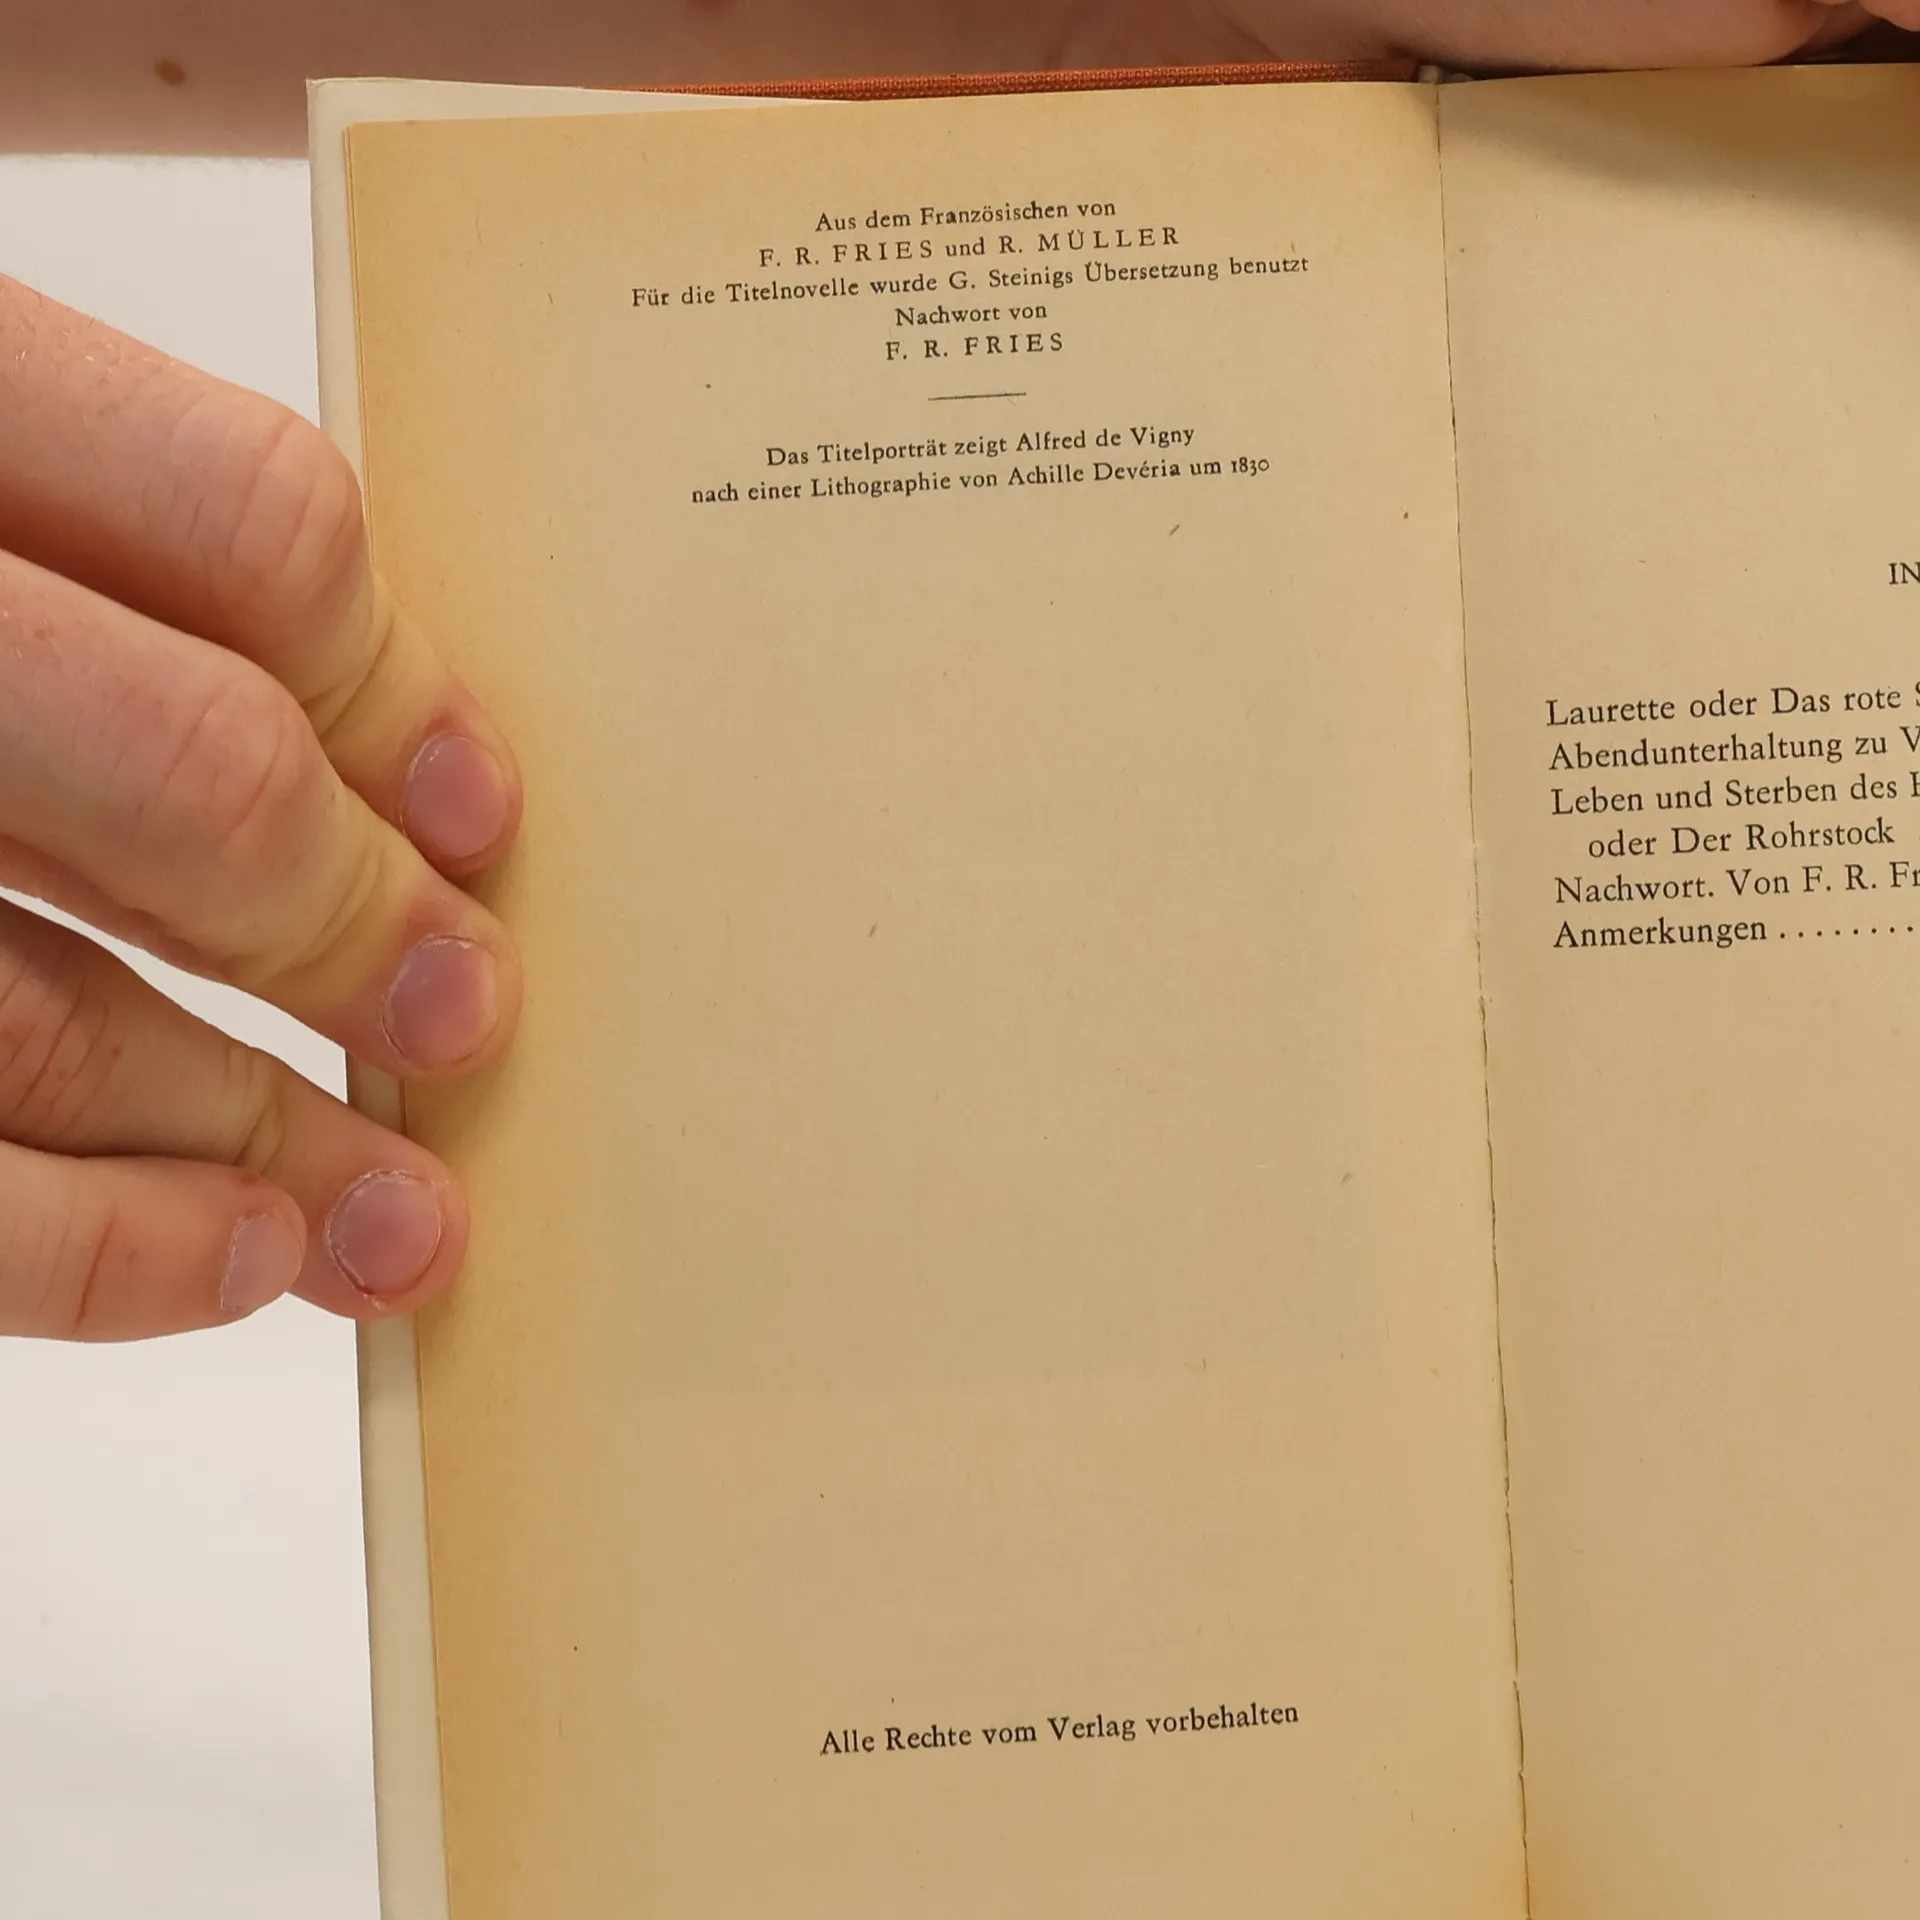 Aus dem Französischen von
F. R. FRIES und R. MÜLLER
Für die Titelnovelle wurde G. Steinigs Übersetzung benutzt
Nachwort von
F. R. FRIES
Das Titelporträt zeigt Alfred de Vigny
nach einer Lithographie von Achille Devéria um 1830
Alle Rechte vom Verlag vorbehalten
Laurette oder Das rote
Abendunterhaltung zu
Leben und Sterben des
oder Der Rohrstock
Nachwort. Von F. R.
Anmerkungen ........